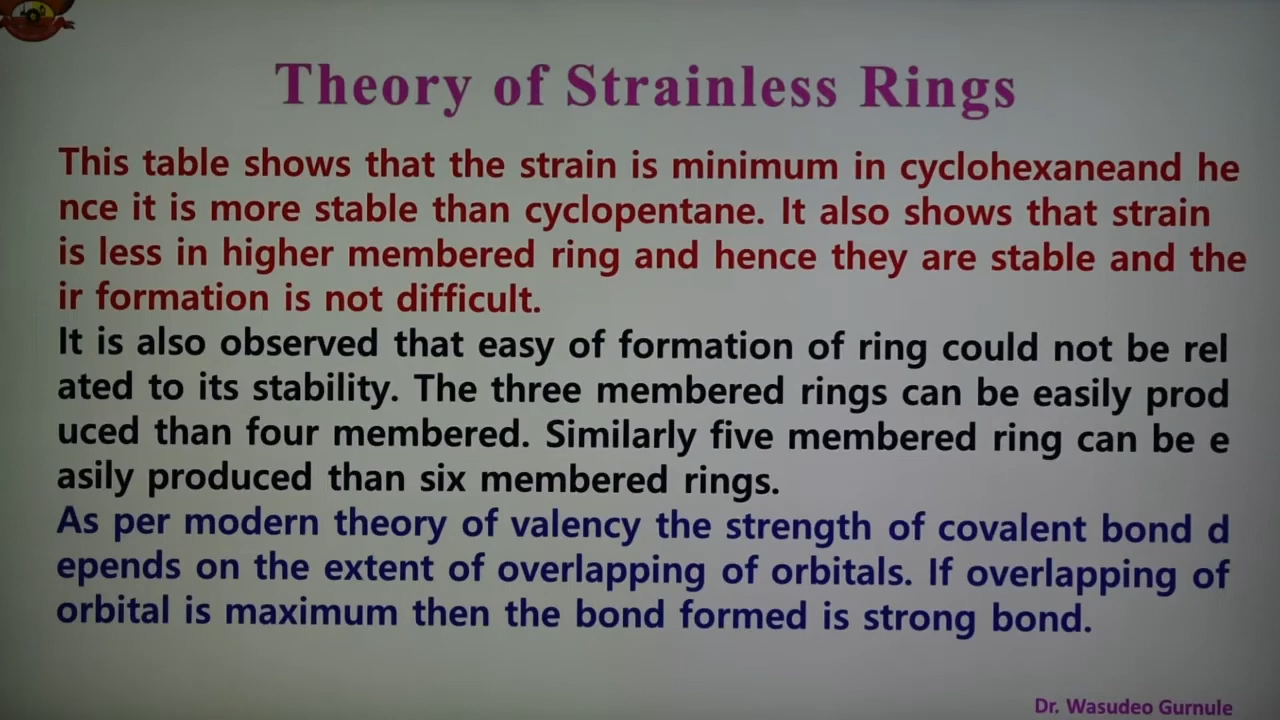 Theory of Strainless Rings
This table shows that the strain is minimum in cyclohexaneand he
nce it is more stable than cyclopentane. It also shows that strain
is less in higher membered ring and hence they are stable and the
ir formation is not difficult.
It is also observed that easy of formation of ring could not be rel
ated to its stability. The three membered rings can be easily prod
uced than four membered. Similarly five membered ring can be e
asily produced than six membered rings.
As per modern theory of valency the strength of covalent bond d
epends on the extent of overlapping of orbitals. If overlapping of
orbital is maximum then the bond formed is strong bond.
Dr. Wasudeo Gurnule